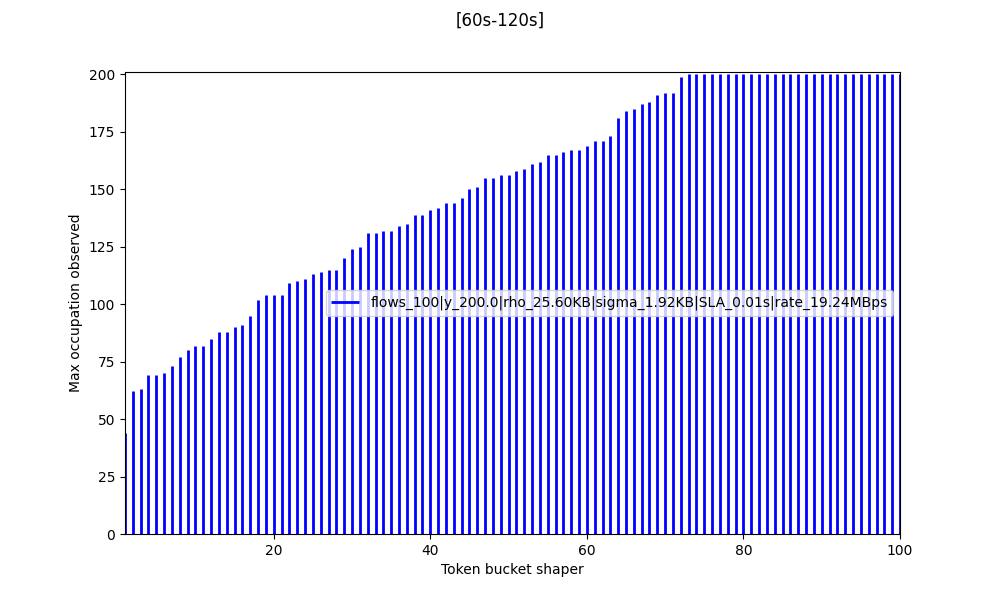 [60s-120s]
200
175
150
125
100
75
50
25
0
Max occupation observed
flows_100|y_200.0|rho_25.60KB|sigma_1.92KB|SLA_0.01s|rate_19.24MBps
20 40 60 80 100
Token bucket shaper